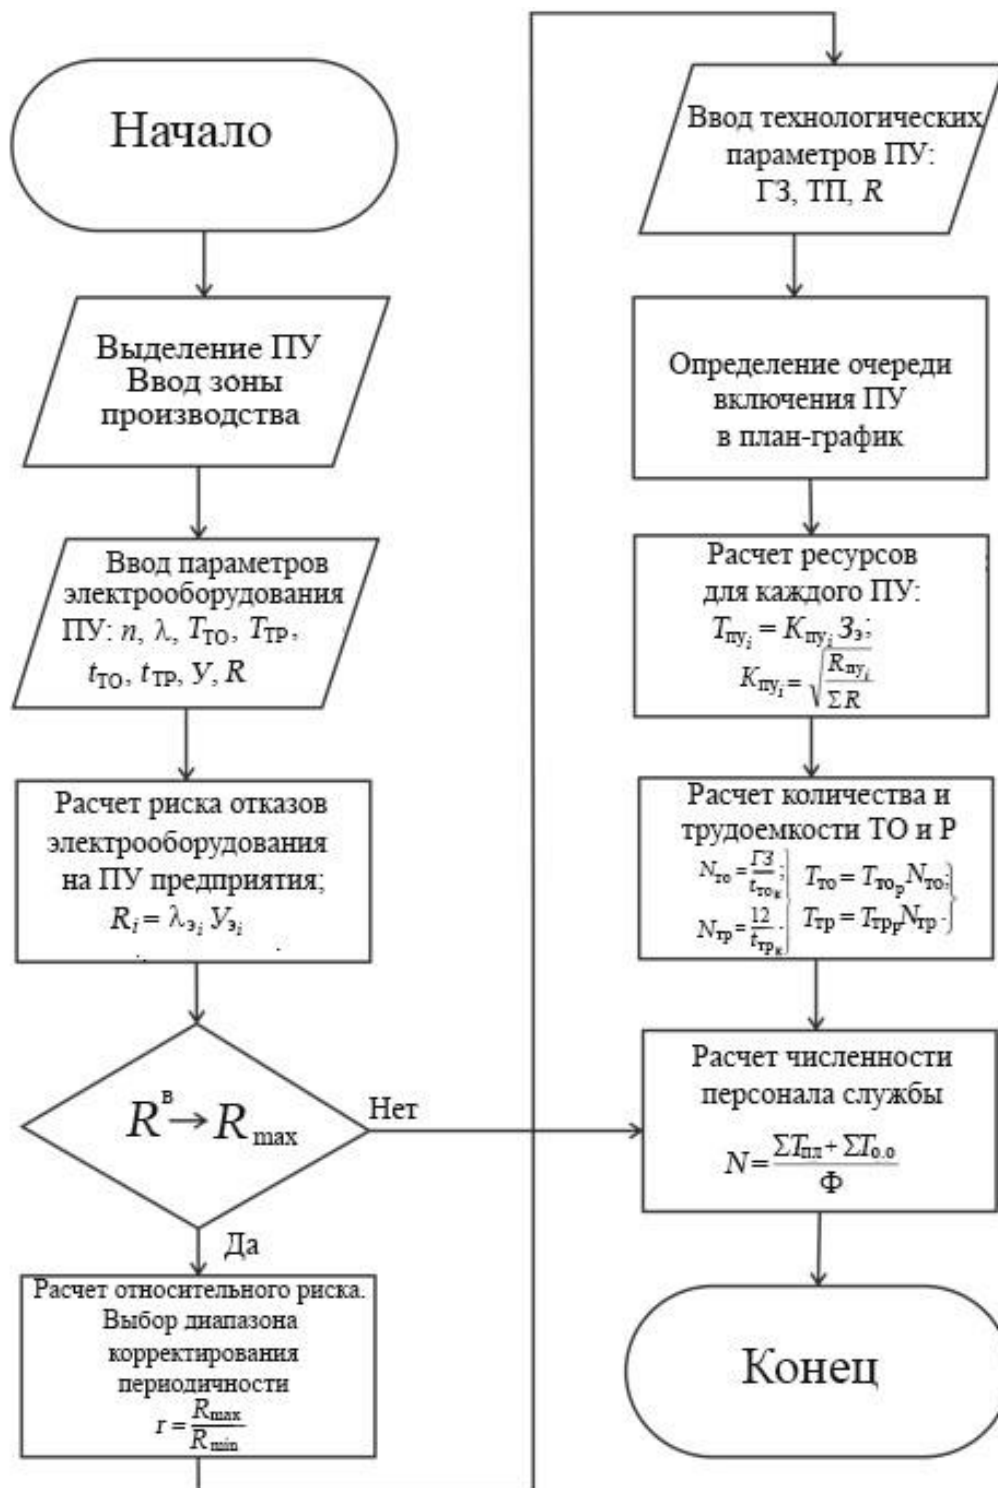 Начало
Выделение ПУ
Ввод зоны
производства
Ввод параметров
электрооборудования
ПУ: n, λ, T_ТО, T_ТР,
t_ТО, t_ТР, У, R
Расчет риска отказов
электрооборудования
на ПУ предприятия;
R_i = λ_э_i У_э_i
R^в → R_max
Нет
Да
Расчет относительного риска.
Выбор диапазона
корректирования
периодичности
r = R_max/R_min
Ввод технологических
параметров ПУ:
ГЗ, ТП, R
Определение очереди
включения ПУ
в план-график
Расчет ресурсов
для каждого ПУ:
T_пу_i = K_пу_i З_э;
K_пу_i = √(R_пу_i/ΣR)
Расчет количества и
трудоемкости ТО и Р
N_то = ГЗ/t_то_к; T_то = T_то_р N_то;
N_тр = 12/t_тр_к. T_тр = T_тр_р N_тр.
Расчет численности
персонала службы
N = (ΣT_пл + ΣT_о.о)/Ф
Конец